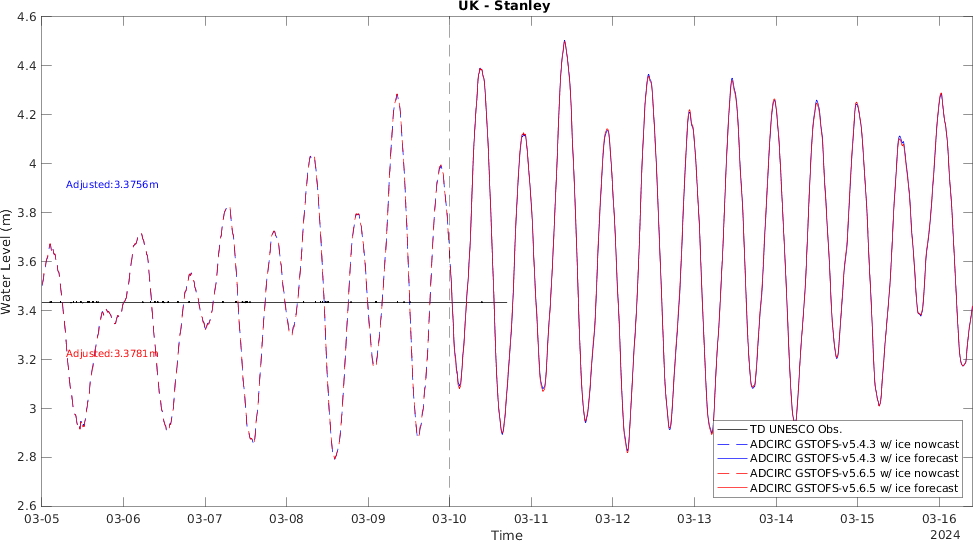 UK - Stanley
4.6
4.4
4.2
4
3.8
3.6
3.4
3.2
3
2.8
2.6
Water Level (m)
Adjusted:3.3756m
Adjusted:3.3781m
TD UNESCO Obs.
ADCIRC GSTOFS-v5.4.3 w/ ice nowcast
ADCIRC GSTOFS-v5.4.3 w/ ice forecast
ADCIRC GSTOFS-v5.6.5 w/ ice nowcast
ADCIRC GSTOFS-v5.6.5 w/ ice forecast
03-05 03-06 03-07 03-08 03-09 03-10 03-11 03-12 03-13 03-14 03-15 03-16
2024
Time